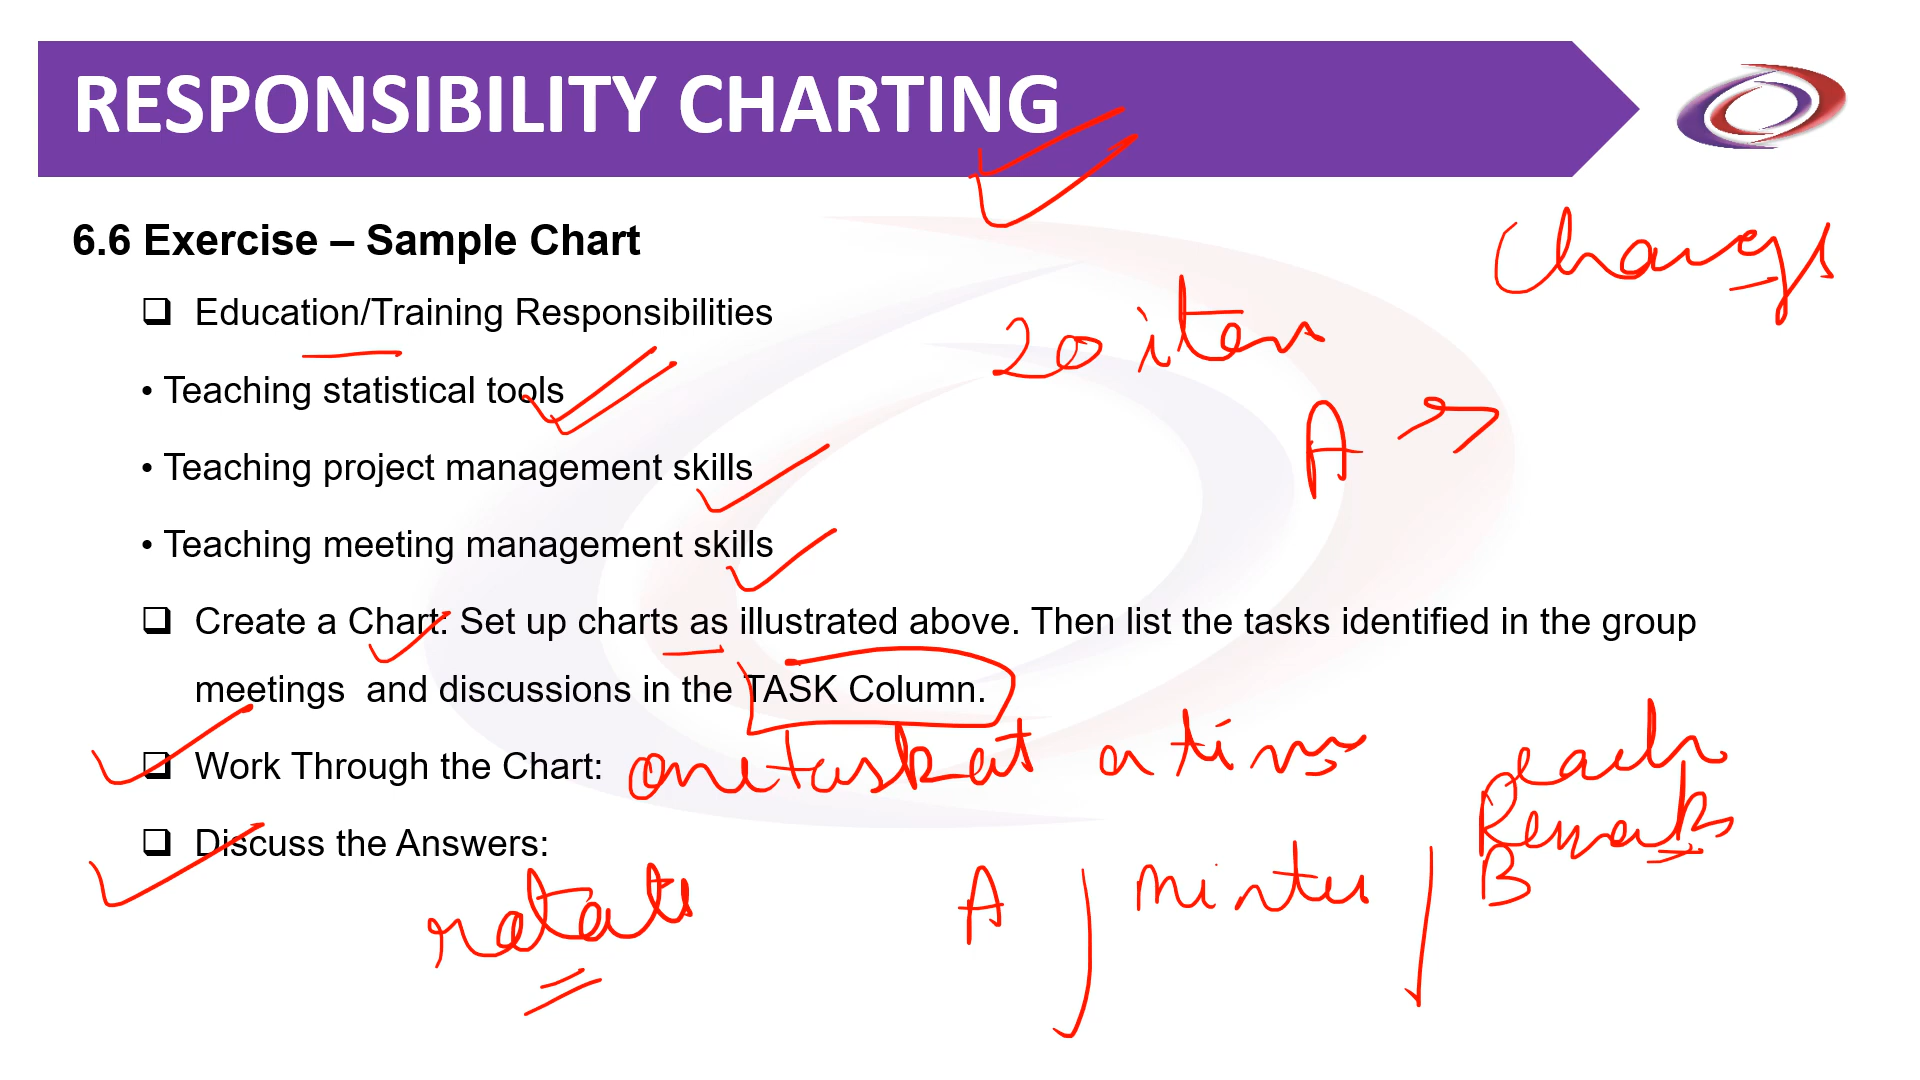 RESPONSIBILITY CHARTING
6.6 Exercise – Sample Chart
❑ Education/Training Responsibilities
• Teaching statistical tools
• Teaching project management skills
• Teaching meeting management skills
❑ Create a Chart: Set up charts as illustrated above. Then list the tasks identified in the group
meetings and discussions in the TASK Column.
❑ Work Through the Chart: one task at a time
❑ Discuss the Answers:
20 item
A
each
Remarks
A
B
rotate